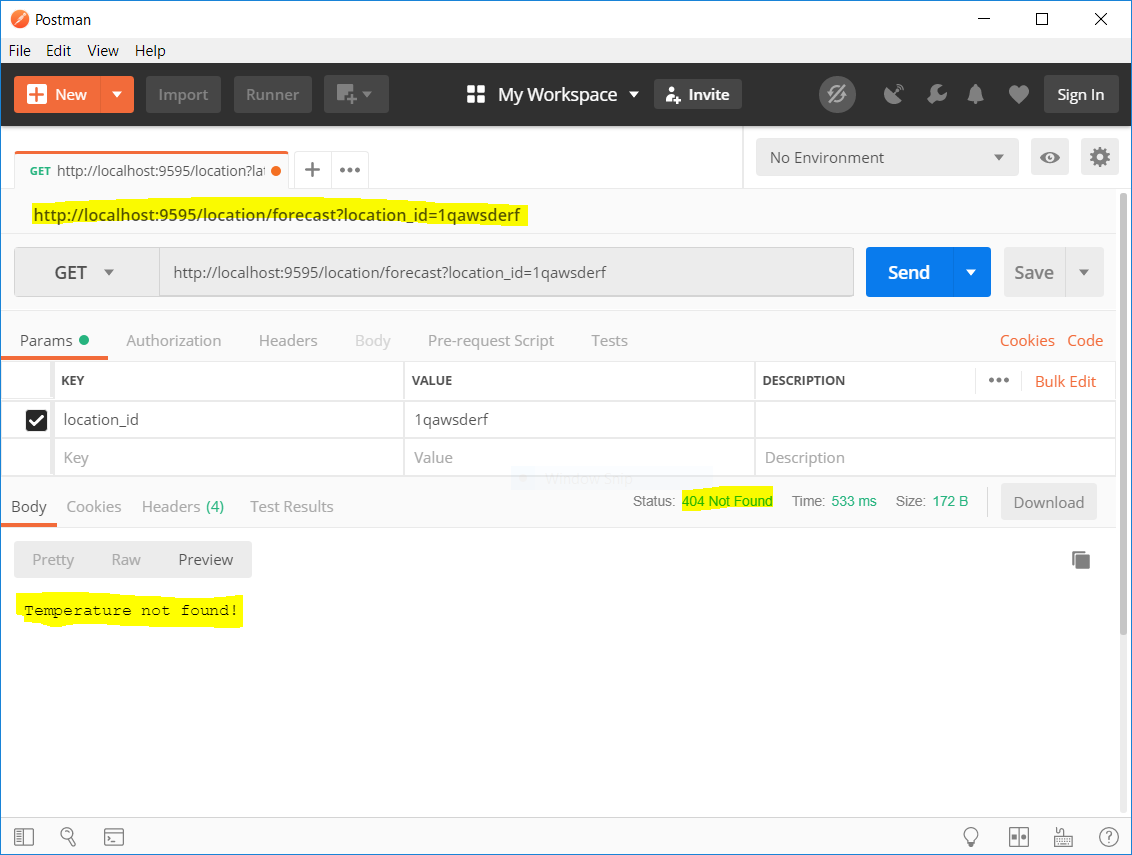 Postman
File Edit View Help
New Import Runner My Workspace Invite Sign In
GET http://localhost:9595/location?la
No Environment
http://localhost:9595/location/forecast?location_id=1qawsderf
GET http://localhost:9595/location/forecast?location_id=1qawsderf Send Save
Params Authorization Headers Body Pre-request Script Tests Cookies Code
KEY VALUE DESCRIPTION Bulk Edit
location_id 1qawsderf
Key Value Description
Window Snip
Body Cookies Headers (4) Test Results Status: 404 Not Found Time: 533 ms Size: 172 B Download
Pretty Raw Preview
Temperature not found!